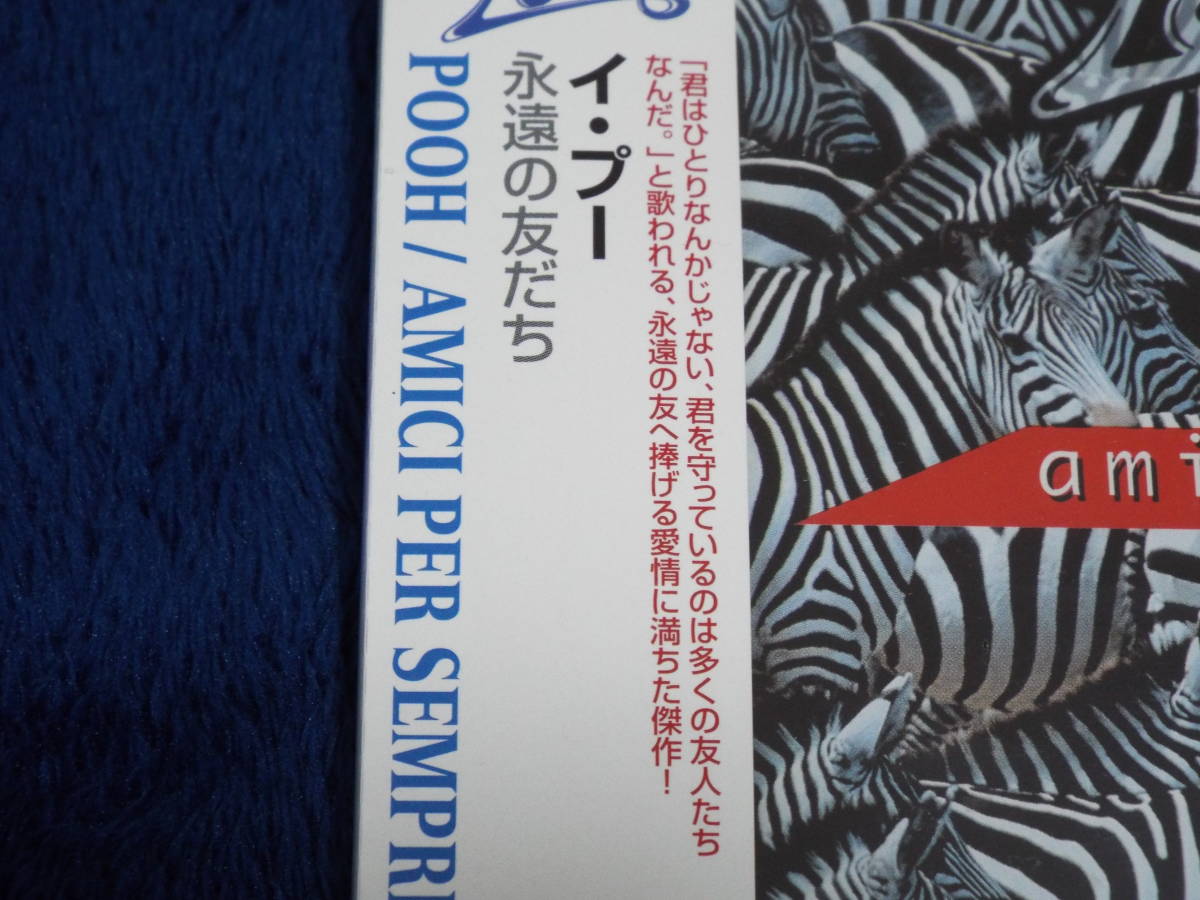 「君はひとりなんかじゃない、君を守っているのは多くの友人たち
なんだ。」と歌われる、永遠の友へ捧げる愛情に満ちた傑作！
イ・プー
永遠の友だち
POOH / AMICI PER SEMPRE
ami